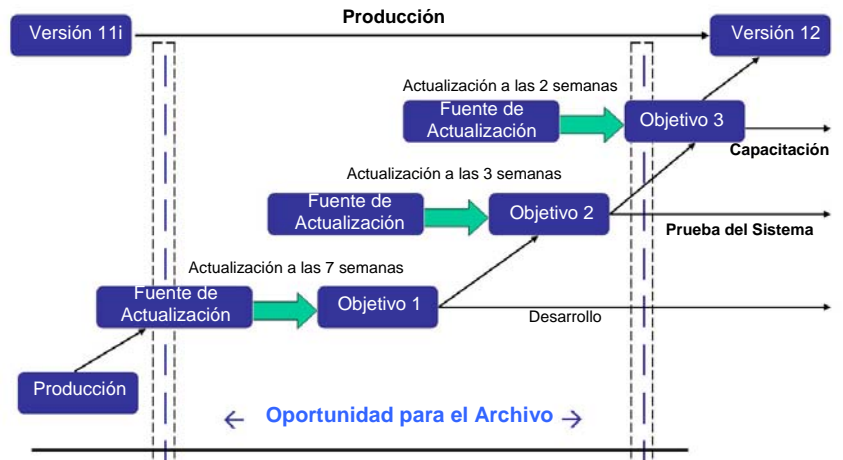 Producción
Versión 11i
Versión 12
Actualización a las 2 semanas
Fuente de
Actualización
Objetivo 3
Capacitación
Actualización a las 3 semanas
Fuente de
Actualización
Objetivo 2
Prueba del Sistema
Actualización a las 7 semanas
Fuente de
Actualización
Objetivo 1
Desarrollo
Producción
Oportunidad para el Archivo